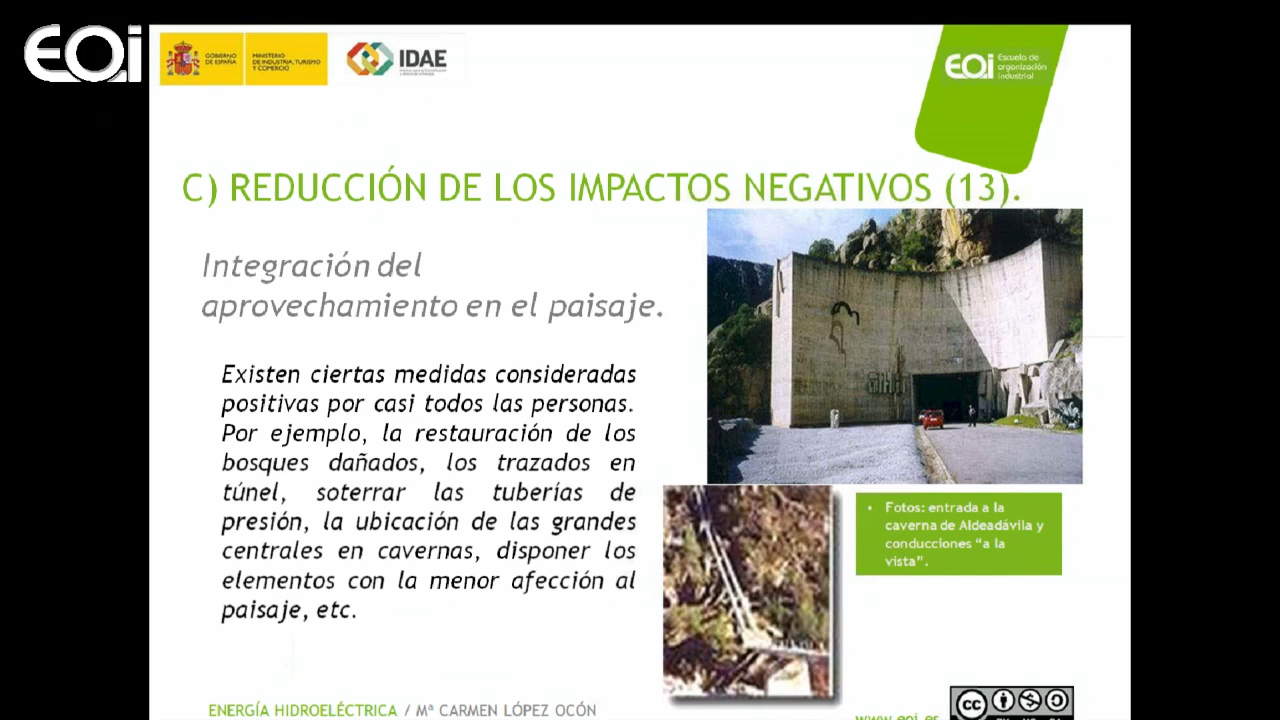 EOi
GOBIERNO
DE ESPAÑA
MINISTERIO
DE INDUSTRIA, TURISMO
Y COMERCIO
IDAE
EOi
Escuela de
organización
industrial
C) REDUCCIÓN DE LOS IMPACTOS NEGATIVOS (13).
Integración del
aprovechamiento en el paisaje.
Existen ciertas medidas consideradas
positivas por casi todos las personas.
Por ejemplo, la restauración de los
bosques dañados, los trazados en
túnel, soterrar las tuberías de
presión, la ubicación de las grandes
centrales en cavernas, disponer los
elementos con la menor afección al
paisaje, etc.
• Fotos: entrada a la
caverna de Aldeadávila y
conducciones "a la
vista".
ENERGÍA HIDROELÉCTRICA / Mª CARMEN LÓPEZ OCÓN
www.eoi.es
cc